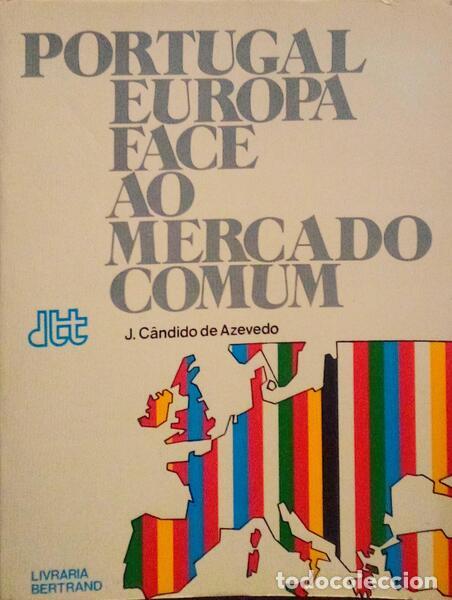 PORTUGAL
EUROPA
FACE
AO
MERCADO
COMUM
dtt
J. Cândido de Azevedo
LIVRARIA
BERTRAND
todocoleccion